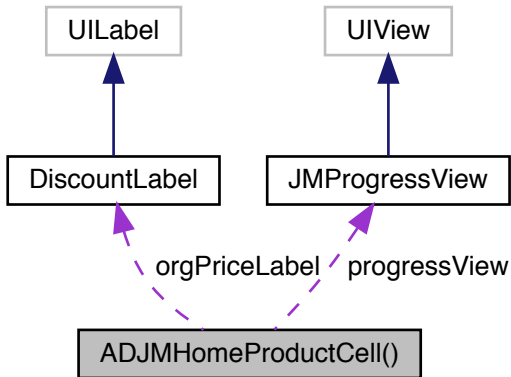 UILabel
UIView
DiscountLabel
JMProgressView
orgPriceLabel
progressView
ADJMHomeProductCell()